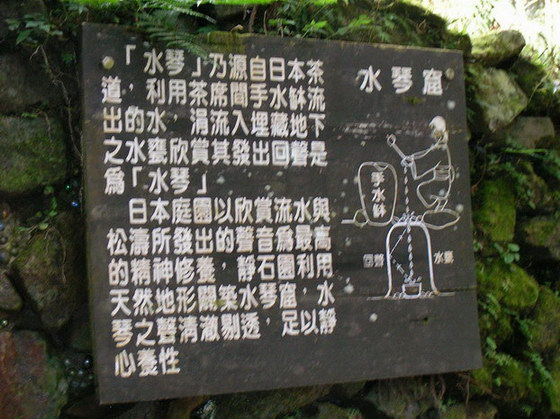 水琴窟
「水琴」乃源自日本茶
道，利用茶席間手水缽流
出的水，涓流入埋藏地下
之水甕欣賞其發出回聲是
為「水琴」
日本庭園以欣賞流水與
松濤所發出的聲音為最高
的精神修養，靜石園利用
天然地形闢築水琴窟，水
琴之聲清澈剔透，足以靜
心養性
手水缽
水甕